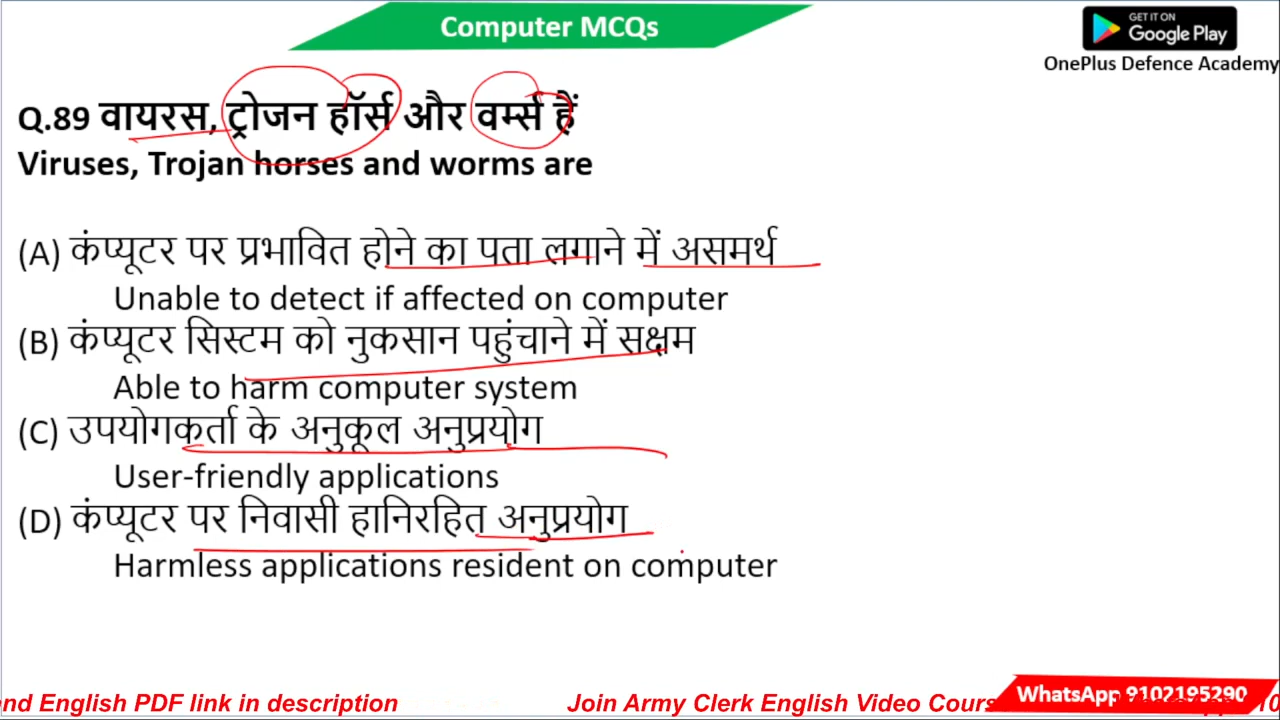 Computer MCQs
GET IT ON
Google Play
OnePlus Defence Academy
Q.89 वायरस, ट्रोजन हॉर्स और वर्म्स हैं
Viruses, Trojan horses and worms are
(A) कंप्यूटर पर प्रभावित होने का पता लगाने में असमर्थ
Unable to detect if affected on computer
(B) कंप्यूटर सिस्टम को नुकसान पहुंचाने में सक्षम
Able to harm computer system
(C) उपयोगकर्ता के अनुकूल अनुप्रयोग
User-friendly applications
(D) कंप्यूटर पर निवासी हानिरहित अनुप्रयोग
Harmless applications resident on computer
nd English PDF link in description Join Army Clerk English Video Cours
WhatsApp 9102195290